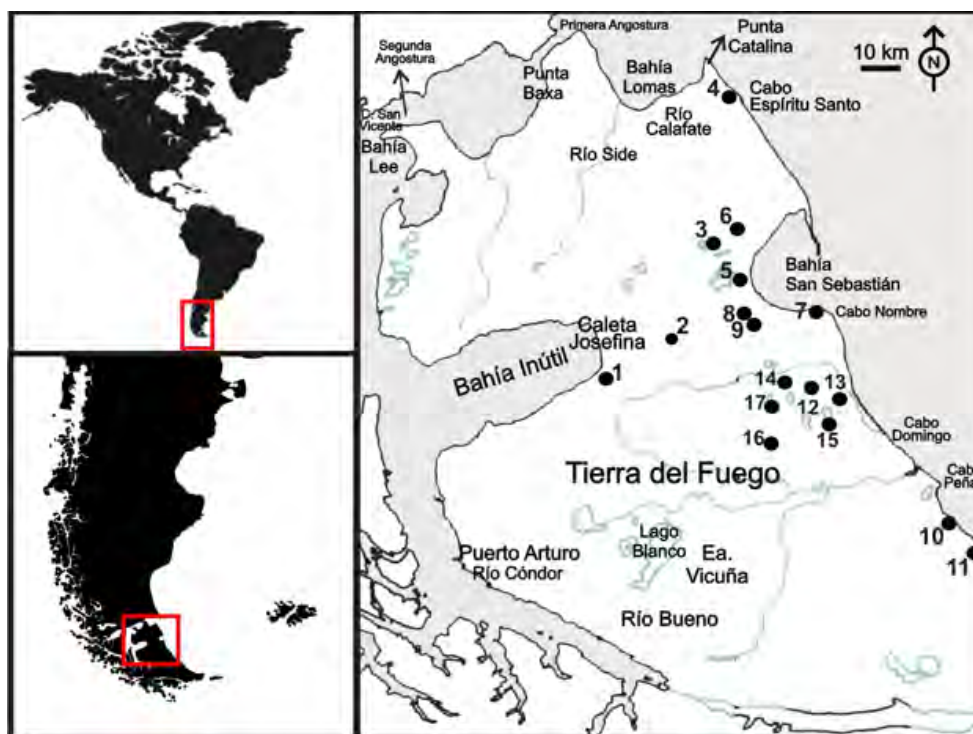 Primera Angostura
Punta
Catalina
10 km
N
Segunda
Angostura
Punta
Baxa
Bahía
Lomas
4
Cabo
Espíritu Santo
C. San
Vicente
Bahía
Lee
Río
Calafate
Río Side
3
6
5
Bahía
San Sebastián
7
Cabo Nombre
8
9
2
Caleta
Josefina
Bahía Inútil
1
14
13
12
17
15
16
Cabo
Domingo
Tierra del Fuego
Cabo
Peña
10
11
Lago
Blanco
Ea.
Vicuña
Puerto Arturo
Río Cóndor
Río Bueno